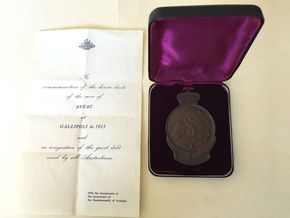 In
commemoration of the heroic deeds
of the men of
ANZAC
at
GALLIPOLI in 1915
and
in recognition of the great debt
owed by all Australians.
With the Compliments
of the Government of
the Commonwealth of Australia.